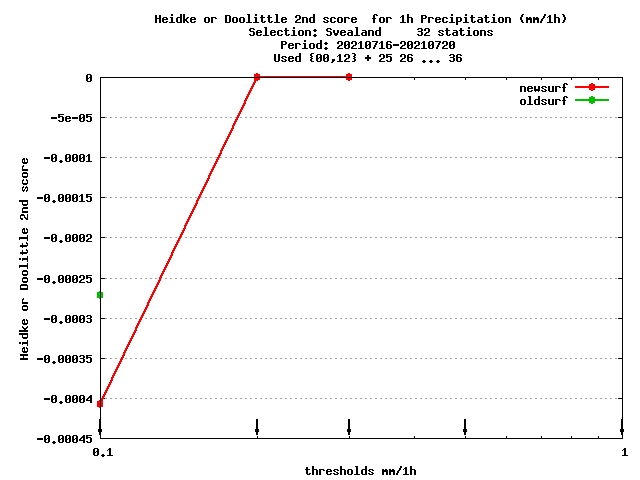 Heidke or Doolittle 2nd score  for 1h Precipitation (mm/1h)
Selection: Svealand     32 stations
Period: 20210716-20210720
Used {00,12} + 25 26 ... 36
newsurf
oldsurf
0
-5e-05
-0.0001
-0.00015
-0.0002
-0.00025
-0.0003
-0.00035
-0.0004
-0.00045
Heidke or Doolittle 2nd score
0.1
1
thresholds mm/1h